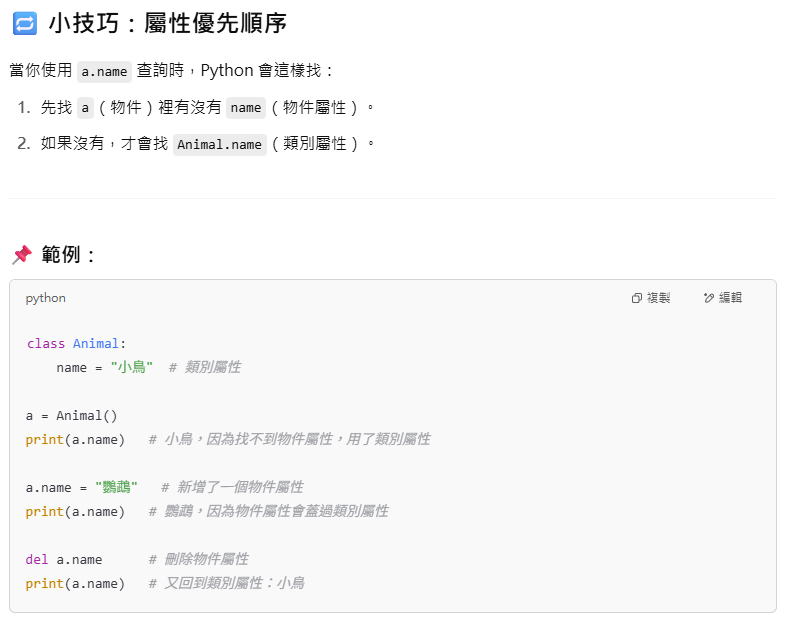 小技巧：屬性優先順序
當你使用 a.name 查詢時，Python 會這樣找：
1. 先找 a（物件）裡有沒有 name（物件屬性）。
2. 如果沒有，才會找 Animal.name（類別屬性）。
範例：
python 複製 編輯
class Animal:
    name = "小鳥"  # 類別屬性
a = Animal()
print(a.name)   # 小鳥，因為找不到物件屬性，用了類別屬性
a.name = "鸚鵡"   # 新增了一個物件屬性
print(a.name)   # 鸚鵡，因為物件屬性會蓋過類別屬性
del a.name      # 刪除物件屬性
print(a.name)   # 又回到類別屬性：小鳥